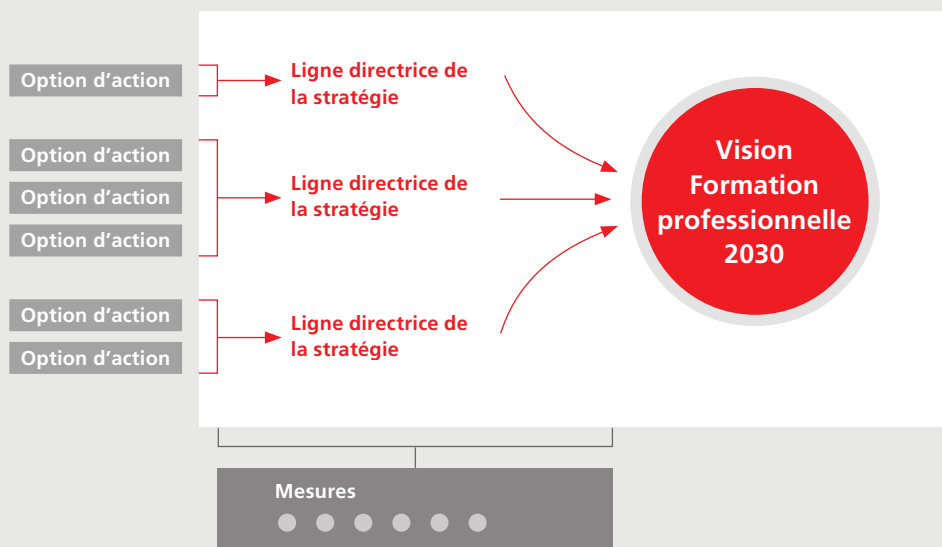 Option d’action
Ligne directrice de
la stratégie
Option d’action
Option d’action
Option d’action
Ligne directrice de
la stratégie
Option d’action
Option d’action
Ligne directrice de
la stratégie
Vision
Formation
professionnelle
2030
Mesures